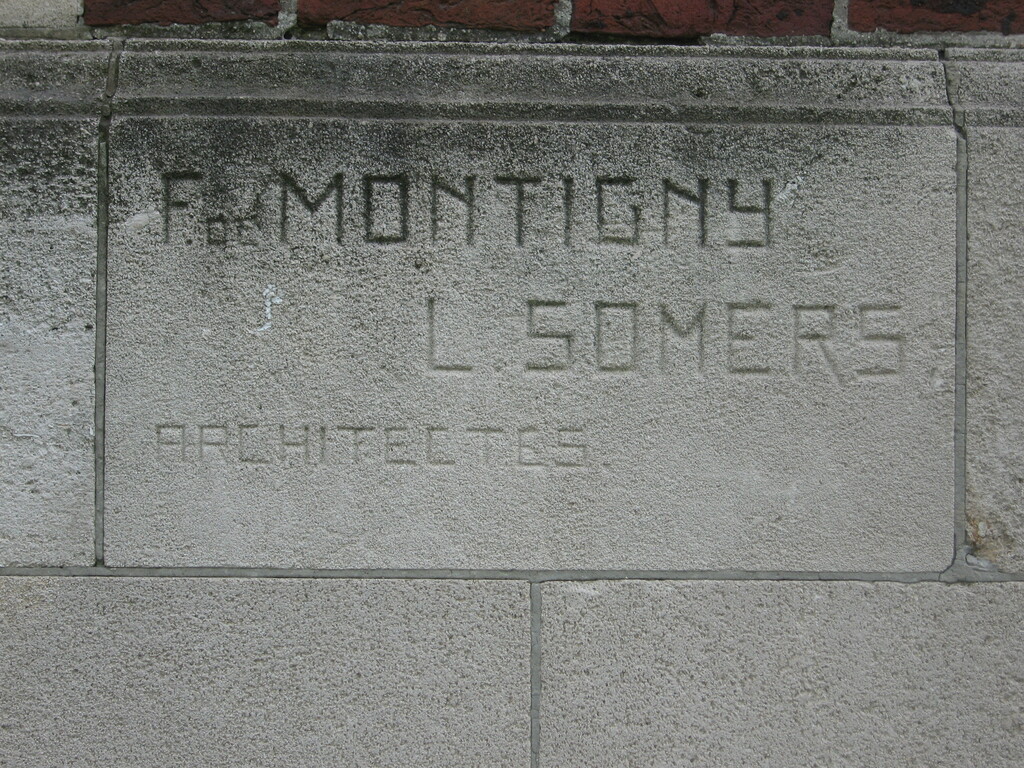 F. de MONTIGNY
L. SOMERS.
ARCHITECTES.